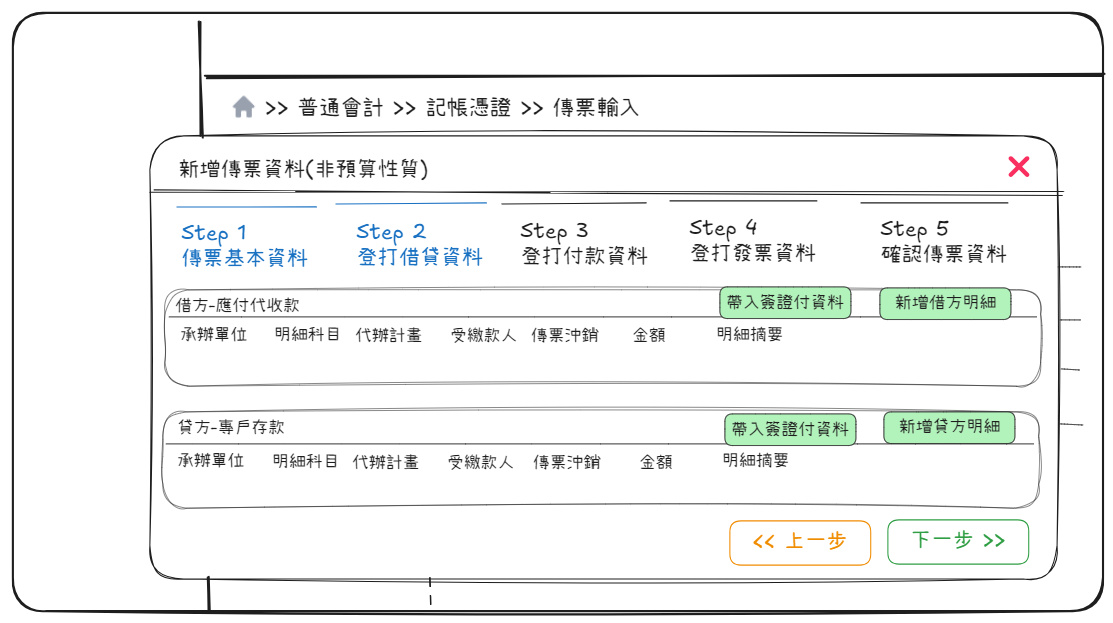 >> 普通會計 >> 記帳憑證 >> 傳票輸入
新增傳票資料(非預算性質)
Step 1
傳票基本資料
Step 2
登打借貸資料
Step 3
登打付款資料
Step 4
登打發票資料
Step 5
確認傳票資料
借方-應付代收款
帶入簽證付資料
新增借方明細
承辦單位 明細科目 代辦計畫 受繳款人 傳票沖銷 金額 明細摘要
貸方-專戶存款
帶入簽證付資料
新增貸方明細
承辦單位 明細科目 代辦計畫 受繳款人 傳票沖銷 金額 明細摘要
<< 上一步
下一步 >>